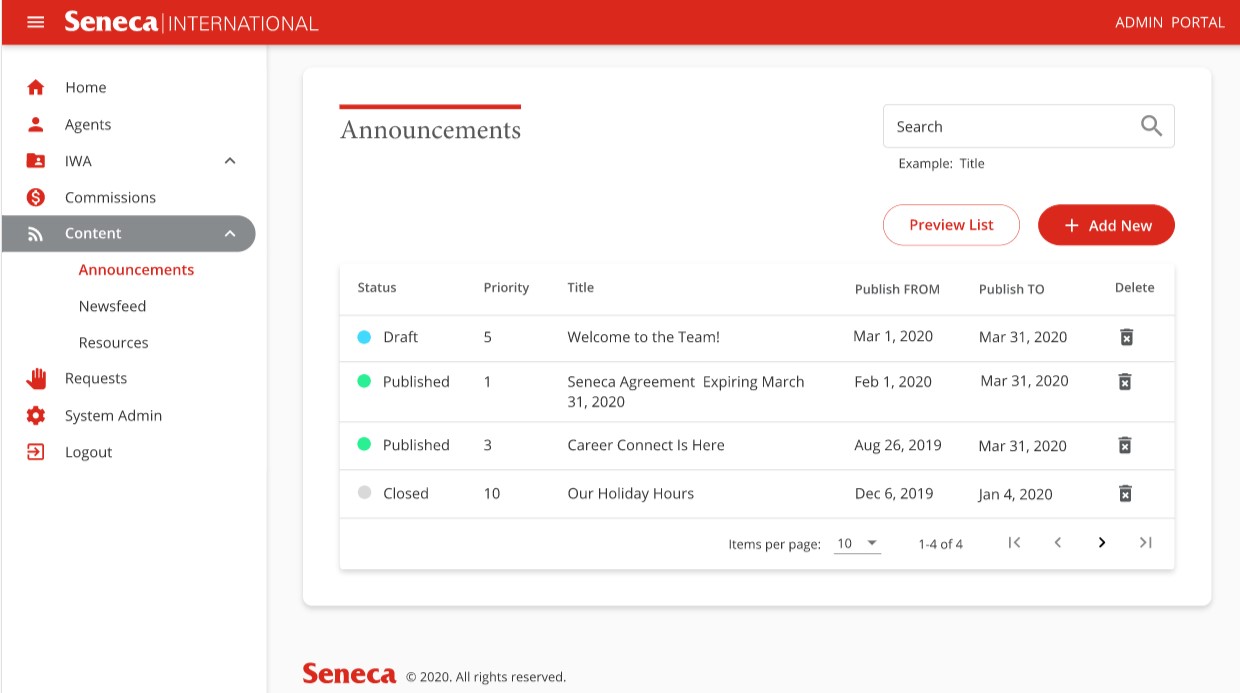 Seneca|INTERNATIONAL
ADMIN PORTAL
Home
Agents
IWA
Commissions
Content
Announcements
Newsfeed
Resources
Requests
System Admin
Logout
Announcements
Search
Example: Title
Preview List
+ Add New
Status Priority Title Publish FROM Publish TO Delete
Draft 5 Welcome to the Team! Mar 1, 2020 Mar 31, 2020
Published 1 Seneca Agreement Expiring March Feb 1, 2020 Mar 31, 2020
31, 2020
Published 3 Career Connect Is Here Aug 26, 2019 Mar 31, 2020
Closed 10 Our Holiday Hours Dec 6, 2019 Jan 4, 2020
Items per page: 10 1-4 of 4
Seneca © 2020. All rights reserved.